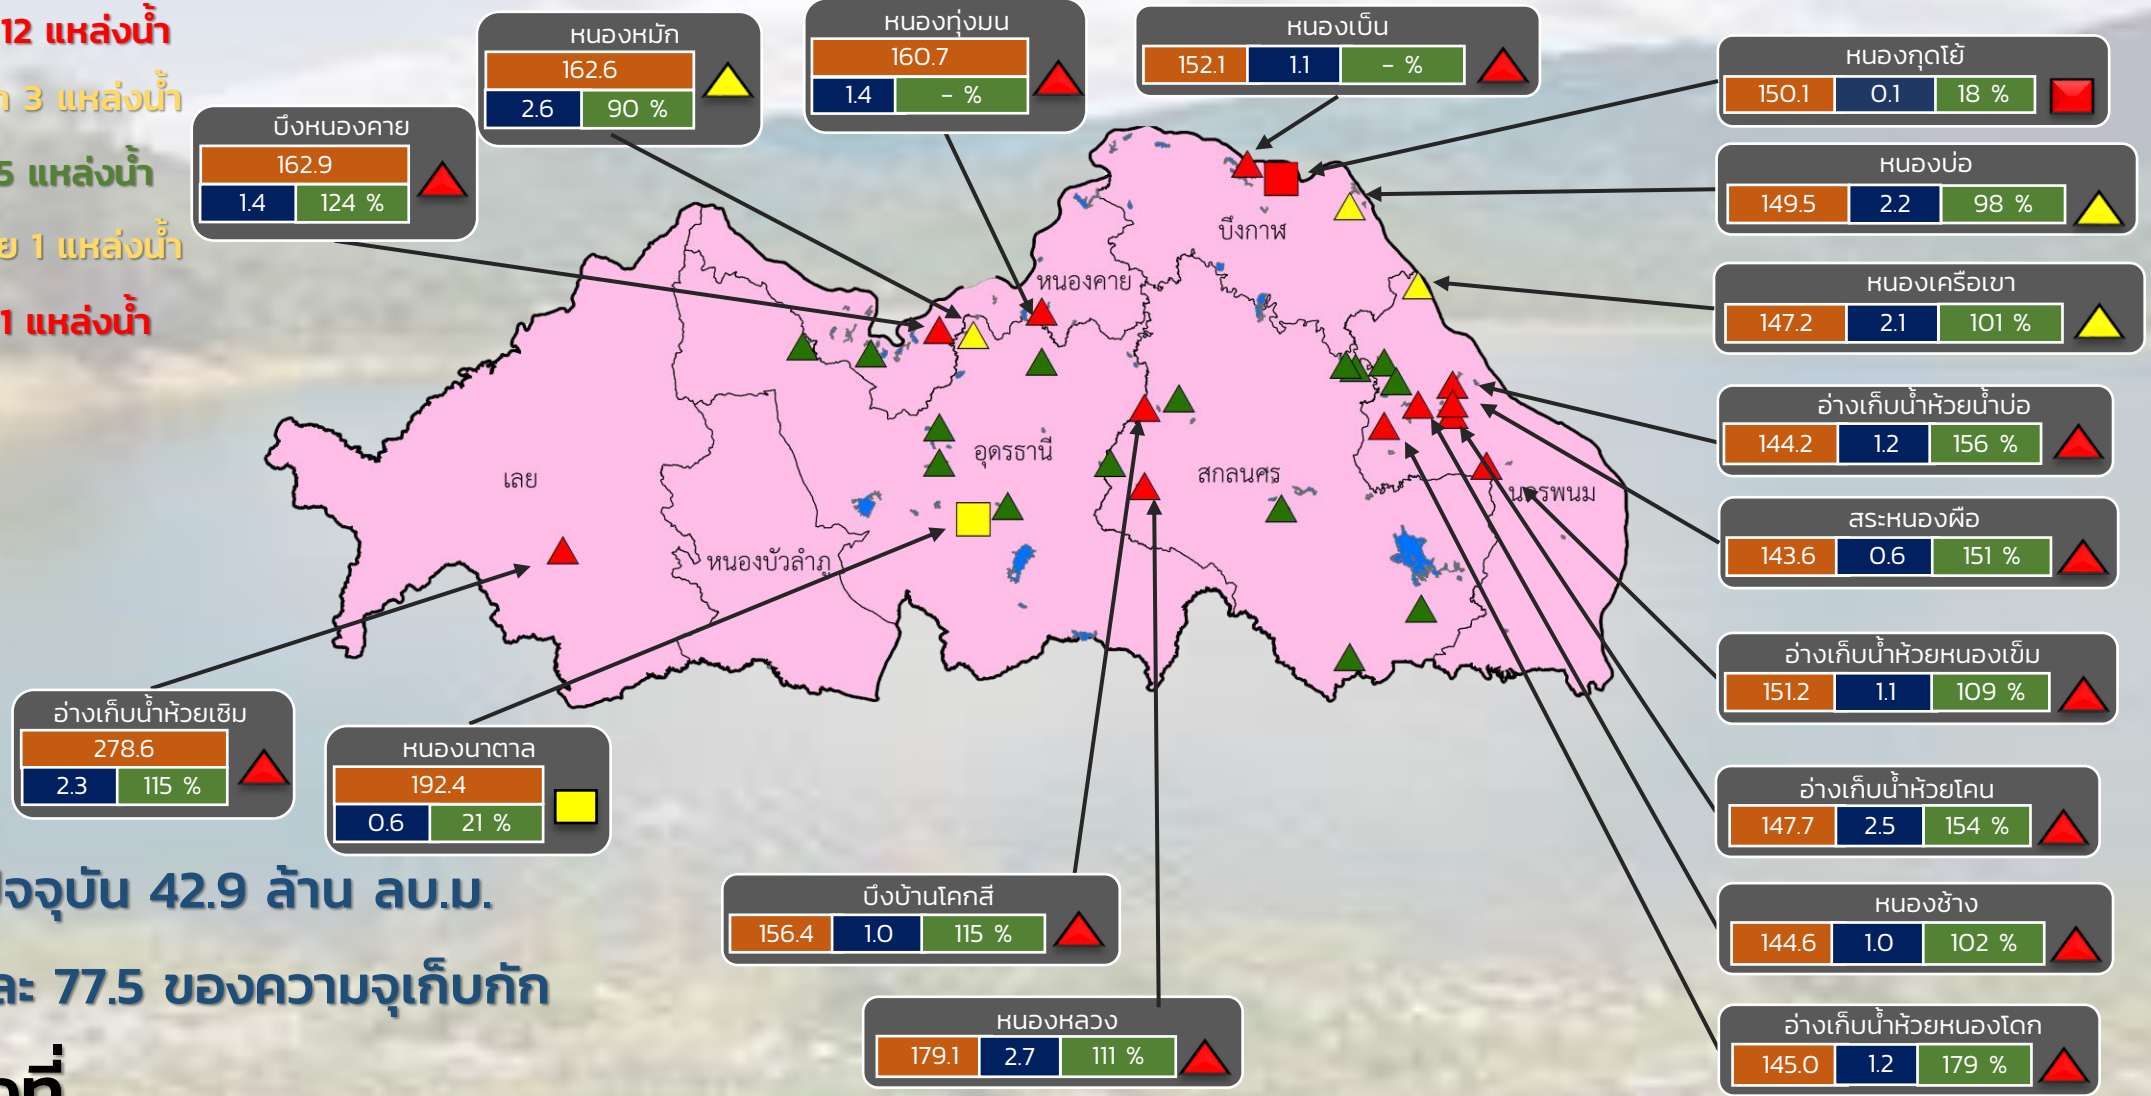 12 แหล่งน้ำ
3 แหล่งน้ำ
5 แหล่งน้ำ
1 แหล่งน้ำ
1 แหล่งน้ำ
หนองหมัก
162.6
2.6 90 %
หนองทุ่งมน
160.7
1.4 - %
หนองเบ็น
152.1 1.1 - %
หนองกุดโย้
150.1 0.1 18 %
บึงหนองคาย
162.9
1.4 124 %
หนองบ่อ
149.5 2.2 98 %
หนองเครือเขา
147.2 2.1 101 %
อ่างเก็บน้ำห้วยน้ำบ่อ
144.2 1.2 156 %
สระหนองผือ
143.6 0.6 151 %
อ่างเก็บน้ำห้วยหนองเข็ม
151.2 1.1 109 %
อ่างเก็บน้ำห้วยโคน
147.7 2.5 154 %
หนองช้าง
144.6 1.0 102 %
อ่างเก็บน้ำห้วยหนองโดก
145.0 1.2 179 %
บึงกาฬ
หนองคาย
อุดรธานี
เลย
สกลนคร
นครพนม
หนองบัวลำภู
อ่างเก็บน้ำห้วยเซิม
278.6
2.3 115 %
หนองนาตาล
192.4
0.6 21 %
บึงบ้านโคกสี
156.4 1.0 115 %
หนองหลวง
179.1 2.7 111 %
ัจจุบัน 42.9 ล้าน ลบ.ม.
ละ 77.5 ของความจุเก็บกัก